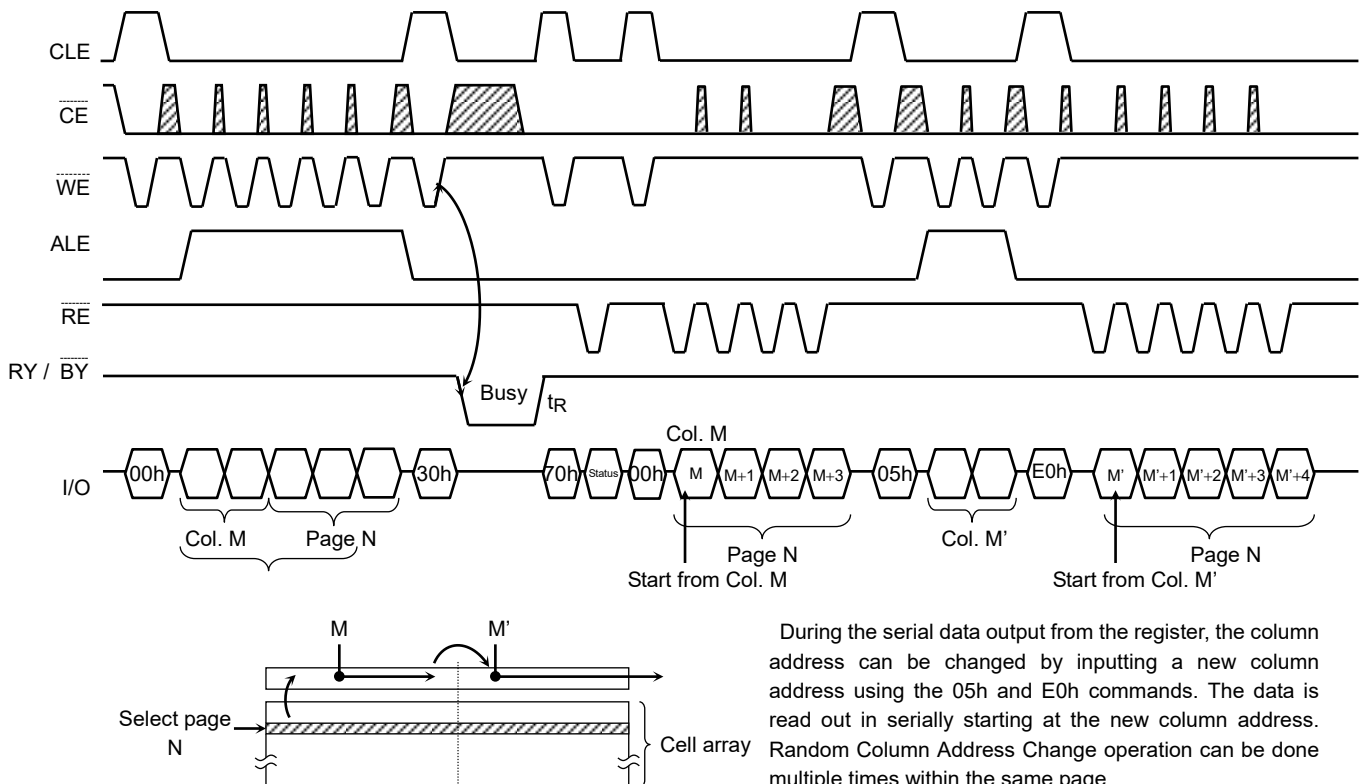 CLE
CE
WE
ALE
RE
RY / BY
Busy
tR
Col. M
I/O
00h
30h
70h
Status
00h
M
M+1
M+2
M+3
05h
E0h
M'
M'+1
M'+2
M'+3
M'+4
Col. M
Page N
Page N
Start from Col. M
Col. M’
Page N
Start from Col. M’
M
M’
Select page
N
Cell array
During the serial data output from the register, the column
address can be changed by inputting a new column
address using the 05h and E0h commands. The data is
read out in serially starting at the new column address.
Random Column Address Change operation can be done
multiple times within the same page.